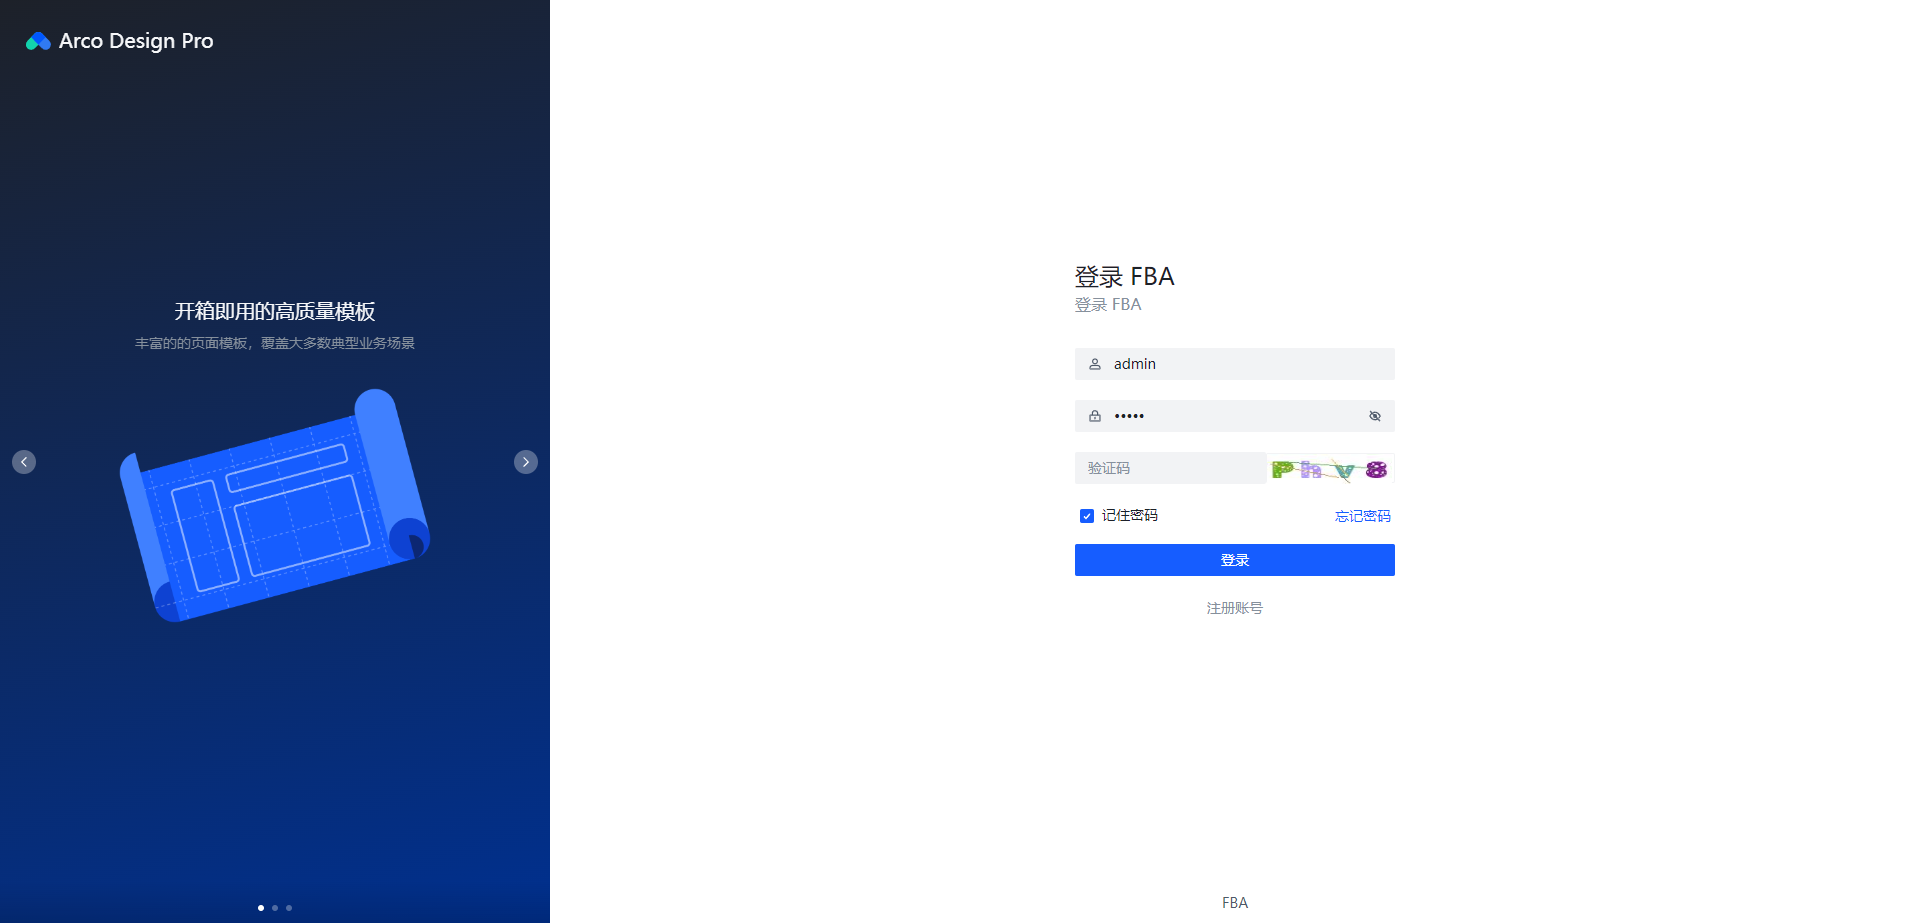 Arco Design Pro
开箱即用的高质量模板
丰富的的页面模板，覆盖大多数典型业务场景
登录 FBA
登录 FBA
admin
•••••
验证码
Phv8
记住密码
忘记密码
登录
注册账号
FBA